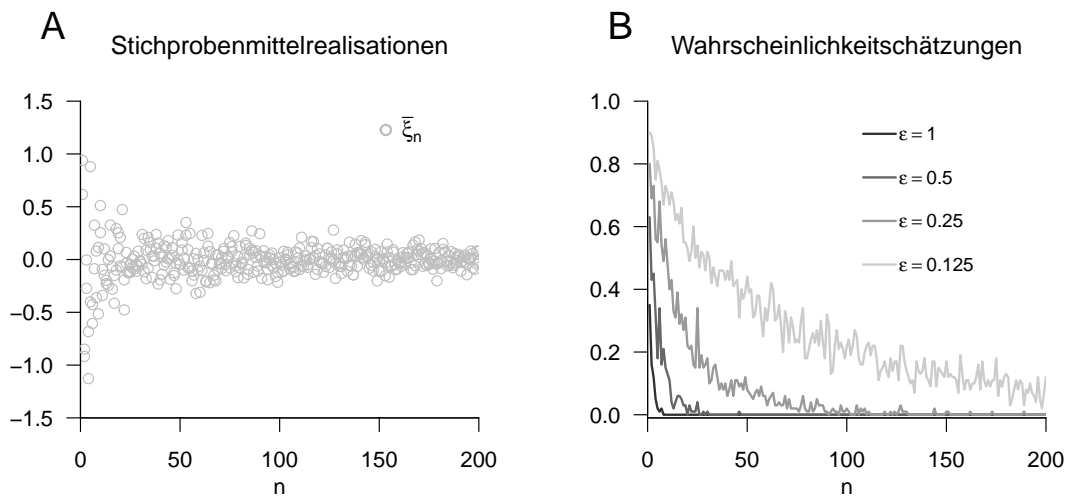 A
Stichprobenmittelrealisationen
1.5
1.0
0.5
0.0
−0.5
−1.0
−1.5
0
50
100
150
200
n
ξ̅n
B
Wahrscheinlichkeitschätzungen
1.0
0.8
0.6
0.4
0.2
0.0
0
50
100
150
200
n
ε = 1
ε = 0.5
ε = 0.25
ε = 0.125